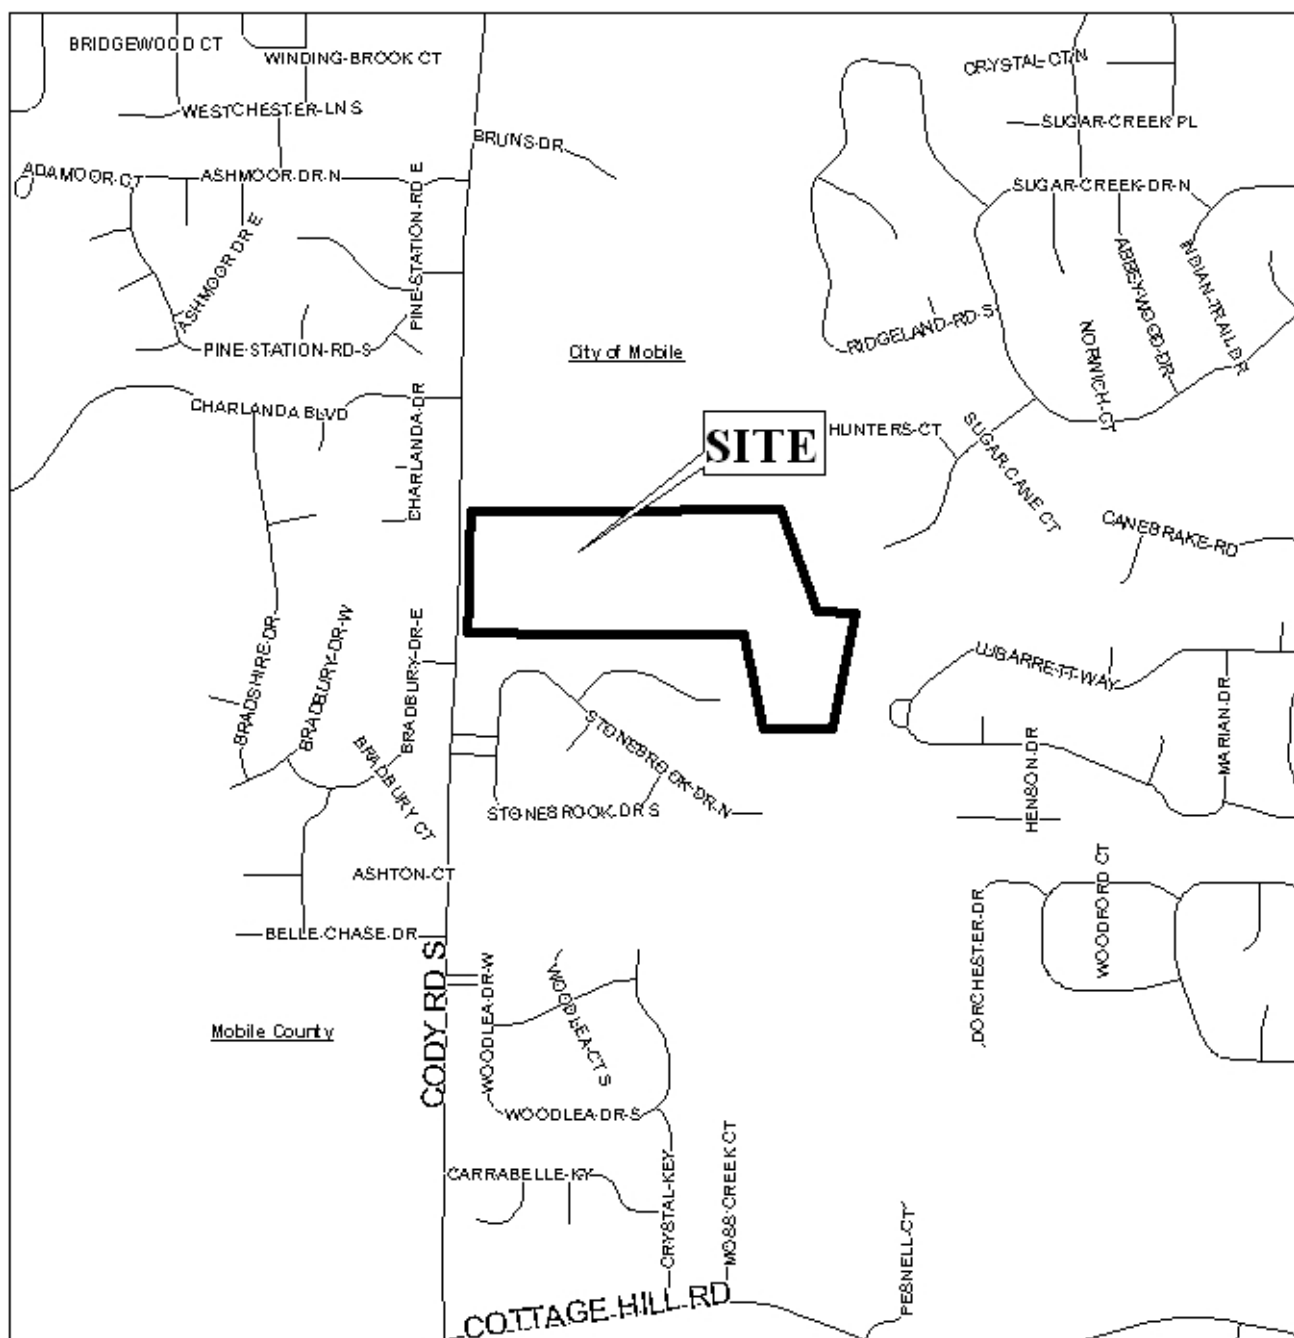 BRIDGEWOOD CT
WINDING-BROOK CT
CRYSTAL-CT N
WESTCHESTER-LN S
SUGAR-CREEK PL
BRUNS-DR
ADAMOOR-CT
ASHMOOR-DR-N
PINE-STATION-RD E
SUGAR-CREEK-DR-N
ASHMOOR DR E
ABBEY-WOOD-DR
INDIAN-TRAIL DR
PINE-STATION-RD-S
City of Mobile
RIDGELAND-RD-S
NORWICH-CT
CHARLANDA BLVD
CHARLANDA-DR
SITE
HUNTERS-CT
SUGAR CANE CT
CANEBRAKE-RD
BRADSHIRE-DR
BRADBURY-DR-W
BRADBURY-DR-E
WBARRETT-WAY
MARIAN-DR
STONEBROOK-DR-N
BRADBURY CT
STONEBROOK-DR S
HENSON-DR
ASHTON-CT
BELLE-CHASE-DR
DORCHESTER-DR
WOODFORD CT
CODY RD S
WOODLEA-DR-W
WOODLEA-CT S
Mobile County
WOODLEA-DR-S
CARRABELLE-KY
CRYSTAL-KEY
MOSS CREEK CT
PESNELL-CT
COTTAGE-HILL-RD